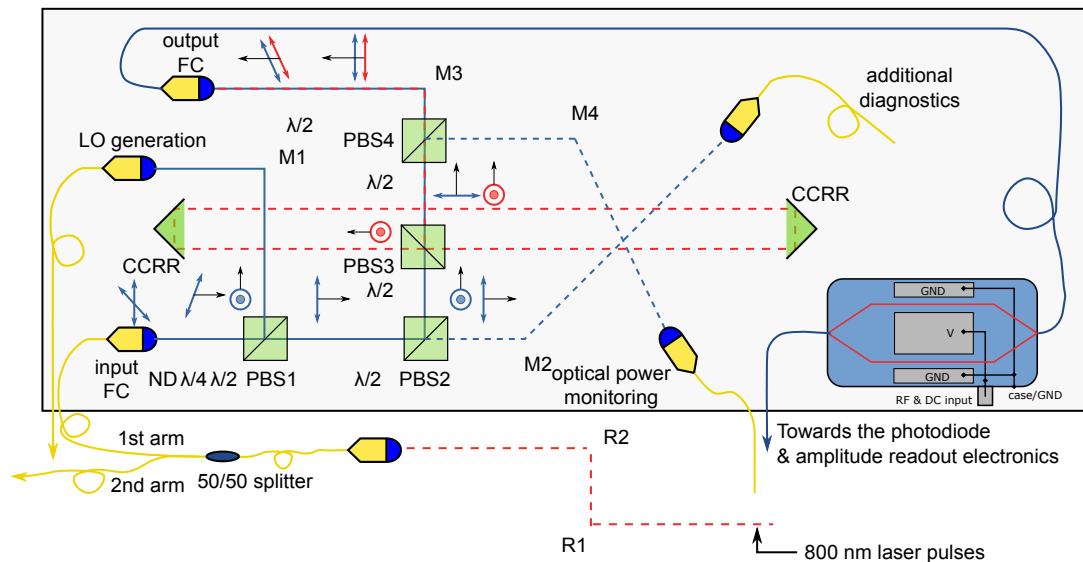 output
FC
M3
additional
diagnostics
λ/2
M4
LO generation
PBS4
M1
λ/2
CCRR
PBS3
CCRR
λ/2
GND
V
GND
input
FC
ND λ/4 λ/2
PBS1
λ/2
PBS2
M2
optical power
monitoring
RF & DC input
case/GND
1st arm
R2
Towards the photodiode
& amplitude readout electronics
2nd arm
50/50 splitter
R1
800 nm laser pulses